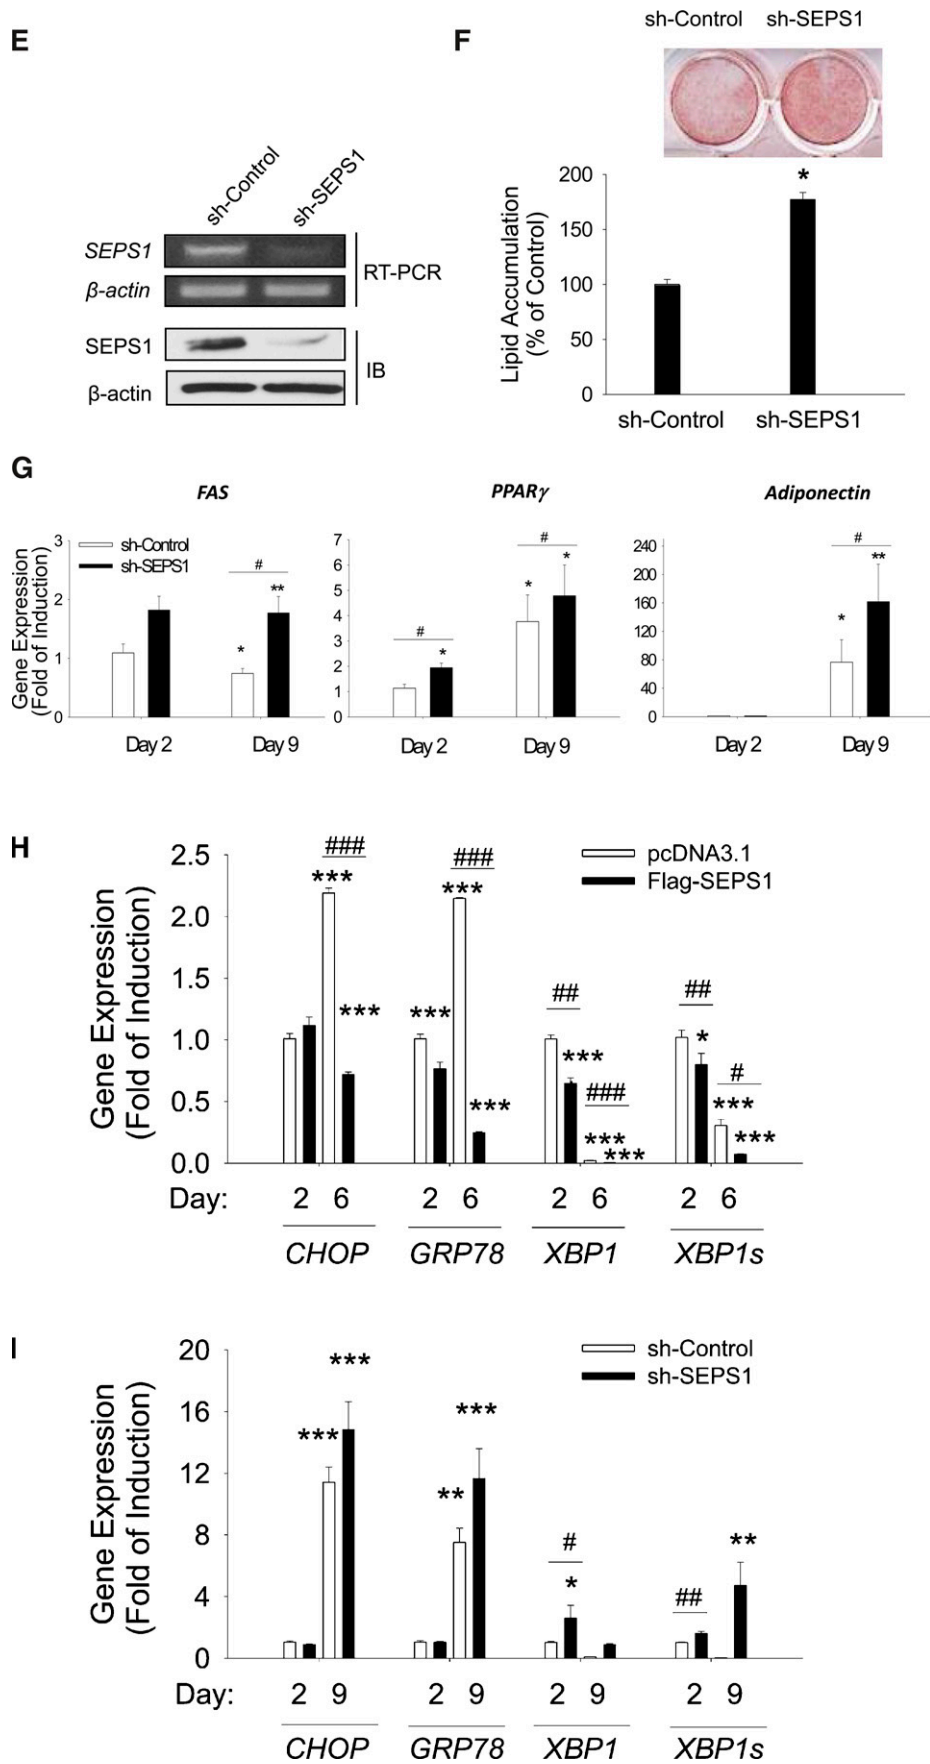 E
sh-Control
sh-SEPS1
SEPS1
β-actin
RT-PCR
SEPS1
β-actin
IB
F
sh-Control sh-SEPS1
*
200
150
100
50
0
Lipid Accumulation
(% of Control)
sh-Control sh-SEPS1
G
FAS
Gene Expression
(Fold of Induction)
3
2
1
0
sh-Control
sh-SEPS1
#
*
**
Day 2 Day 9
PPARγ
7
6
5
4
3
2
1
0
#
*
#
*
*
Day 2 Day 9
Adiponectin
240
200
160
120
80
40
0
#
*
**
Day 2 Day 9
H
Gene Expression
(Fold of Induction)
2.5
2.0
1.5
1.0
0.5
0.0
pcDNA3.1
Flag-SEPS1
###
***
***
###
***
***
***
##
***
###
***
***
##
*
#
***
***
Day: 2 6 2 6 2 6 2 6
CHOP GRP78 XBP1 XBP1s
I
Gene Expression
(Fold of Induction)
20
16
12
8
4
0
sh-Control
sh-SEPS1
***
***
**
***
#
*
##
**
Day: 2 9 2 9 2 9 2 9
CHOP GRP78 XBP1 XBP1s